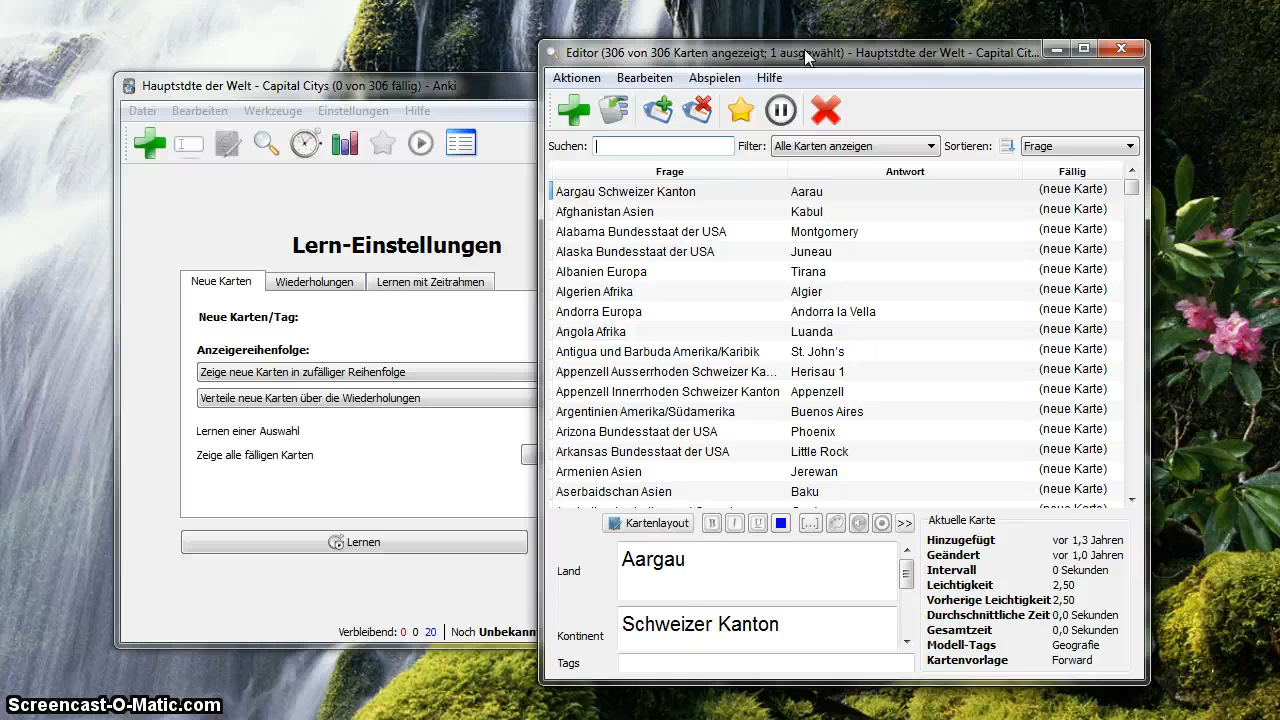 Editor (306 von 306 Karten angezeigt; 1 ausgewählt) - Hauptstdte der Welt - Capital Cit...
Aktionen Bearbeiten Abspielen Hilfe
Suchen: Filter: Alle Karten anzeigen Sortieren: Frage
Frage Antwort Fällig
Aargau Schweizer Kanton Aarau (neue Karte)
Afghanistan Asien Kabul (neue Karte)
Alabama Bundesstaat der USA Montgomery (neue Karte)
Alaska Bundesstaat der USA Juneau (neue Karte)
Albanien Europa Tirana (neue Karte)
Algerien Afrika Algier (neue Karte)
Andorra Europa Andorra la Vella (neue Karte)
Angola Afrika Luanda (neue Karte)
Antigua und Barbuda Amerika/Karibik St. John's (neue Karte)
Appenzell Ausserrhoden Schweizer Ka... Herisau 1 (neue Karte)
Appenzell Innerrhoden Schweizer Kanton Appenzell (neue Karte)
Argentinien Amerika/Südamerika Buenos Aires (neue Karte)
Arizona Bundesstaat der USA Phoenix (neue Karte)
Arkansas Bundesstaat der USA Little Rock (neue Karte)
Armenien Asien Jerewan (neue Karte)
Aserbaidschan Asien Baku (neue Karte)
Kartenlayout B I U [...] >>
Land Aargau
Kontinent Schweizer Kanton
Tags
Aktuelle Karte
Hinzugefügt vor 1,3 Jahren
Geändert vor 1,0 Jahren
Intervall 0 Sekunden
Leichtigkeit 2,50
Vorherige Leichtigkeit 2,50
Durchschnittliche Zeit 0,0 Sekunden
Gesamtzeit 0,0 Sekunden
Modell-Tags Geografie
Kartenvorlage Forward
Hauptstdte der Welt - Capital Citys (0 von 306 fällig) - Anki
Datei Bearbeiten Werkzeuge Einstellungen Hilfe
Lern-Einstellungen
Neue Karten Wiederholungen Lernen mit Zeitrahmen
Neue Karten/Tag:
Anzeigereihenfolge:
Zeige neue Karten in zufälliger Reihenfolge
Verteile neue Karten über die Wiederholungen
Lernen einer Auswahl
Zeige alle fälligen Karten
Lernen
Verbleibend: 0 0 20 Noch Unbekann
Screencast-O-Matic.com